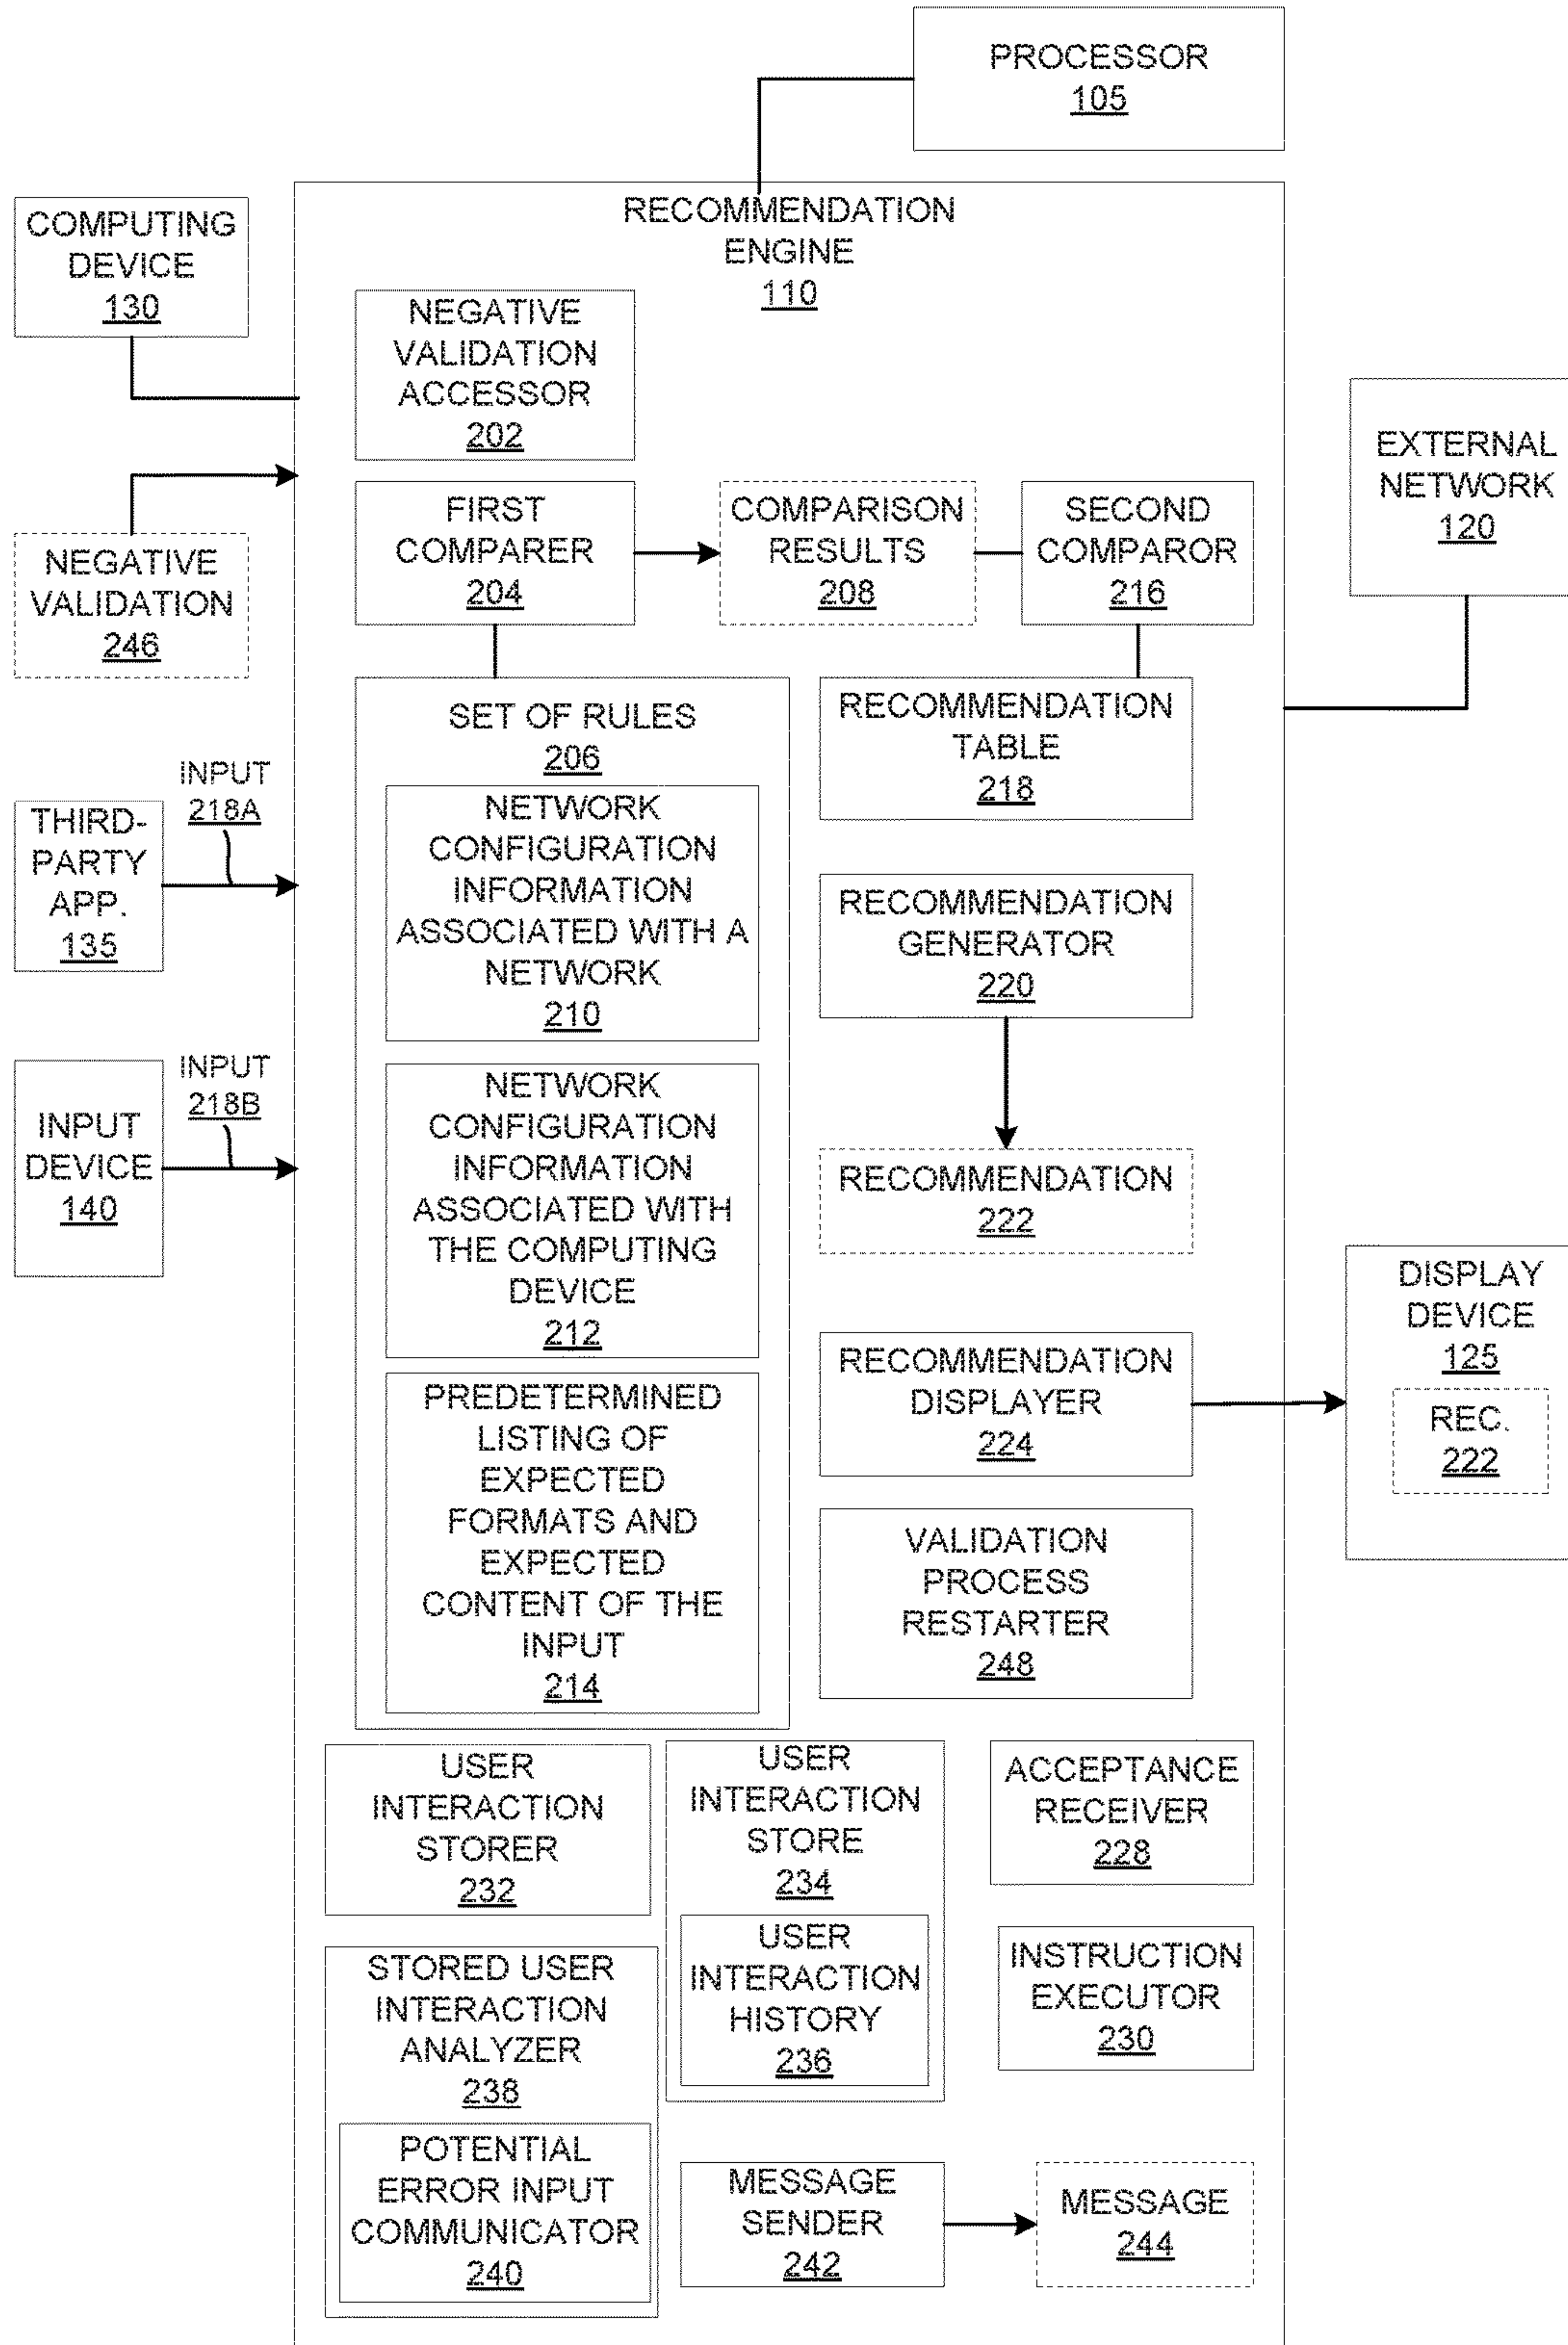 PROCESSOR
105
RECOMMENDATION
ENGINE
110
COMPUTING
DEVICE
130
NEGATIVE
VALIDATION
ACCESSOR
202
EXTERNAL
NETWORK
120
FIRST
COMPARER
204
COMPARISON
RESULTS
208
SECOND
COMPAROR
216
NEGATIVE
VALIDATION
246
SET OF RULES
206
RECOMMENDATION
TABLE
218
THIRD-
PARTY
APP.
135
INPUT
218A
NETWORK
CONFIGURATION
INFORMATION
ASSOCIATED WITH A
NETWORK
210
RECOMMENDATION
GENERATOR
220
INPUT
DEVICE
140
INPUT
218B
NETWORK
CONFIGURATION
INFORMATION
ASSOCIATED WITH
THE COMPUTING
DEVICE
212
RECOMMENDATION
222
DISPLAY
DEVICE
125
REC.
222
RECOMMENDATION
DISPLAYER
224
PREDETERMINED
LISTING OF
EXPECTED
FORMATS AND
EXPECTED
CONTENT OF THE
INPUT
214
VALIDATION
PROCESS
RESTARTER
248
USER
INTERACTION
STORER
232
USER
INTERACTION
STORE
234
USER
INTERACTION
HISTORY
236
ACCEPTANCE
RECEIVER
228
INSTRUCTION
EXECUTOR
230
STORED USER
INTERACTION
ANALYZER
238
POTENTIAL
ERROR INPUT
COMMUNICATOR
240
MESSAGE
SENDER
242
MESSAGE
244